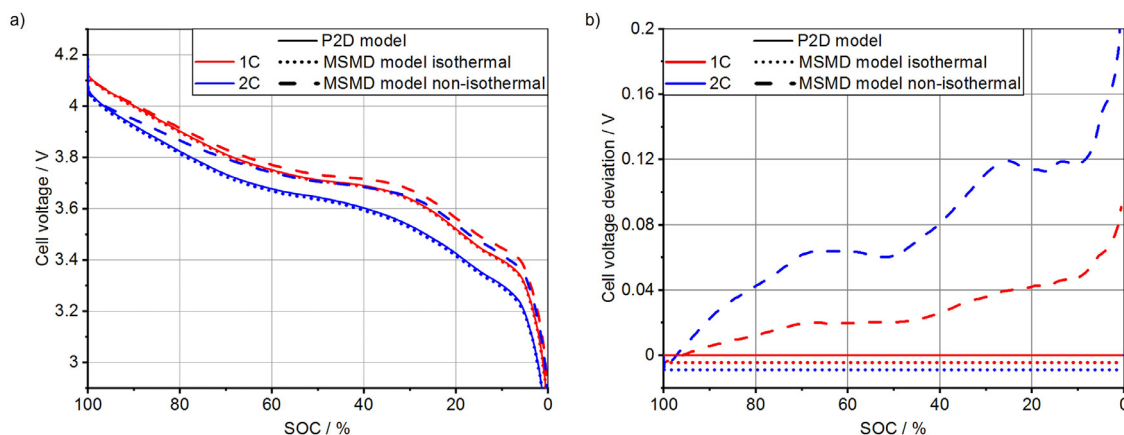 a)
4.2
4
3.8
3.6
3.4
3.2
3
Cell voltage / V
P2D model
1C MSMD model isothermal
2C MSMD model non-isothermal
100 80 60 40 20 0
SOC / %
b)
0.2
0.16
0.12
0.08
0.04
0
Cell voltage deviation / V
P2D model
1C MSMD model isothermal
2C MSMD model non-isothermal
100 80 60 40 20 0
SOC / %